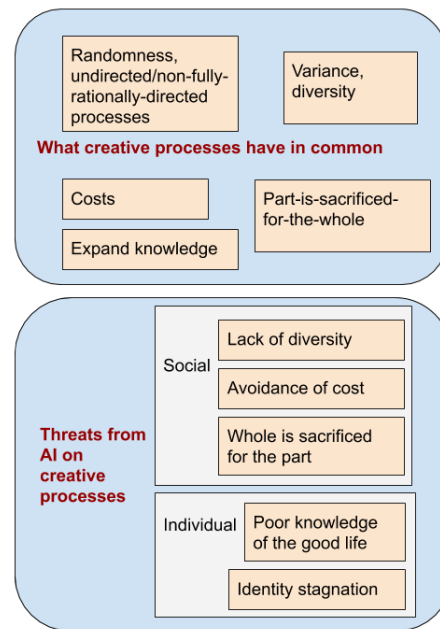 Randomness,
undirected/non-fully-
rationally-directed
processes
Variance,
diversity
What creative processes have in common
Costs
Part-is-sacrificed-
for-the-whole
Expand knowledge
Threats from
AI on
creative
processes
Social
Lack of diversity
Avoidance of cost
Whole is sacrificed
for the part
Individual
Poor knowledge
of the good life
Identity stagnation